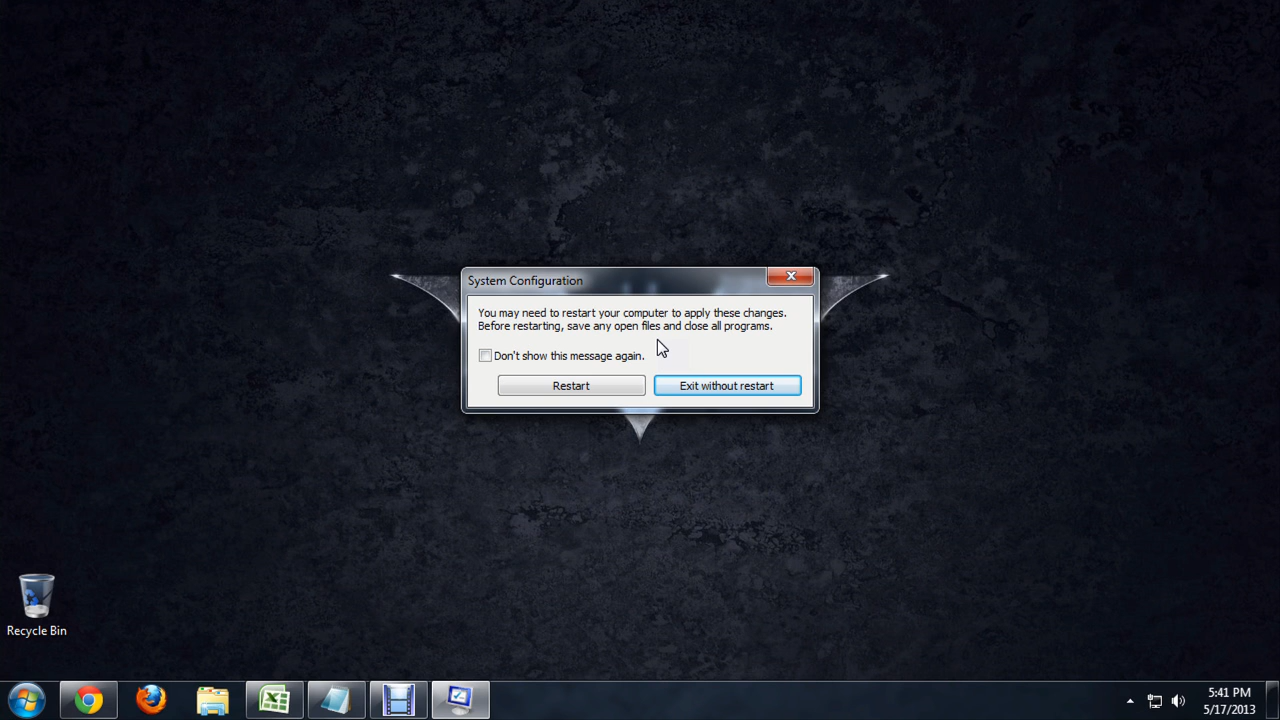 System Configuration
You may need to restart your computer to apply these changes.
Before restarting, save any open files and close all programs.
Don't show this message again.
Restart
Exit without restart
Recycle Bin
5:41 PM
5/17/2013